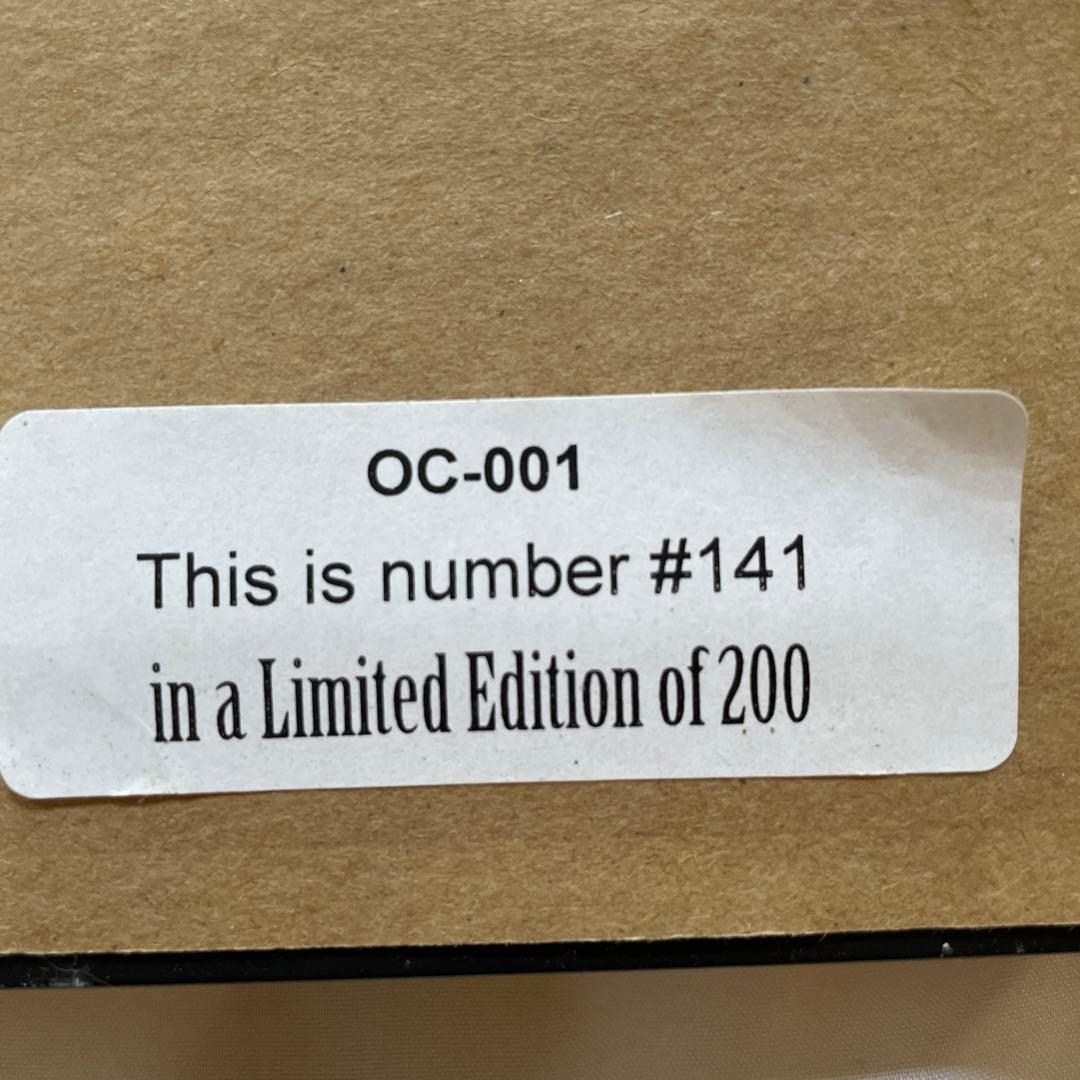 OC-001
This is number #141
in a Limited Edition of 200